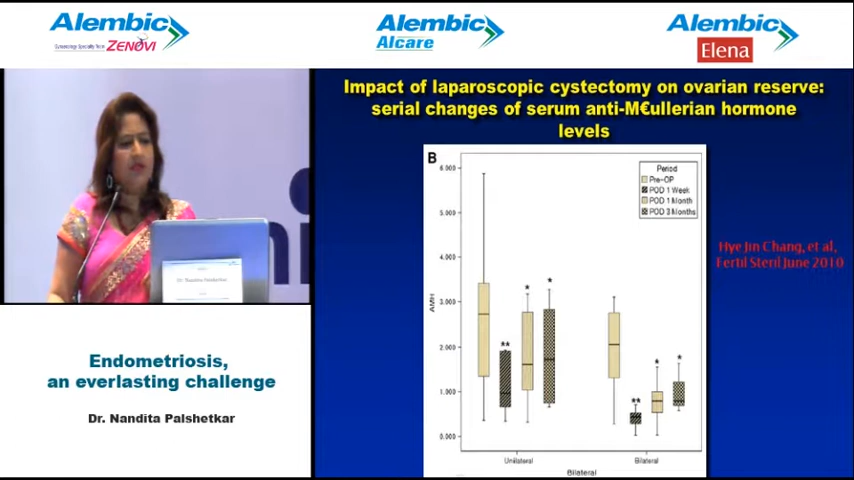 Alembic
ZENOVI
Alembic
Alcare
Alembic
Elena
Impact of laparoscopic cystectomy on ovarian reserve:
serial changes of serum anti-M€ullerian hormone
levels
B
Period
Pre-OP
POD 1 Week
POD 1 Month
POD 3 Months
6.000
5.000
4.000
3.000
2.000
1.000
0.000
AMH
**
*
*
**
*
*
Unilateral
Bilateral
Bilateral
Hye Jin Chang, et al,
Fertil Steril June 2010
Dr. Nandita Palshetkar
Endometriosis,
an everlasting challenge
Dr. Nandita Palshetkar